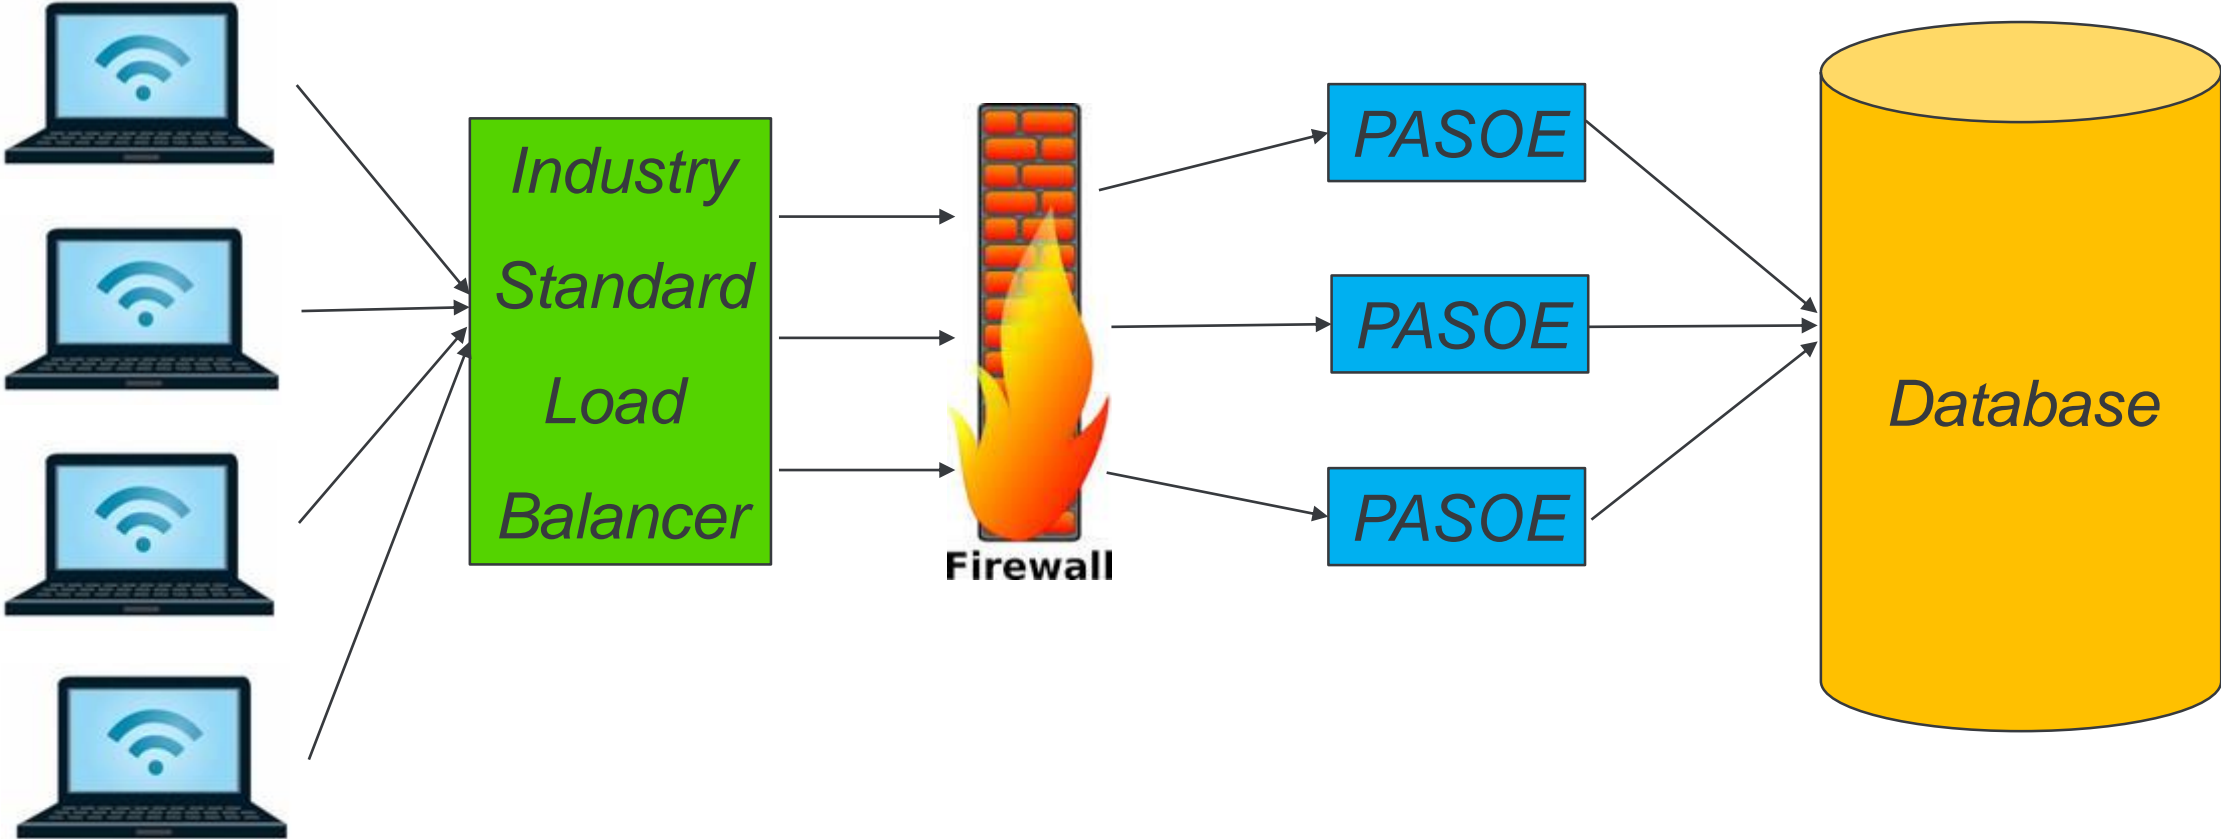 Industry
Standard
Load
Balancer
Firewall
PASOE
PASOE
PASOE
Database